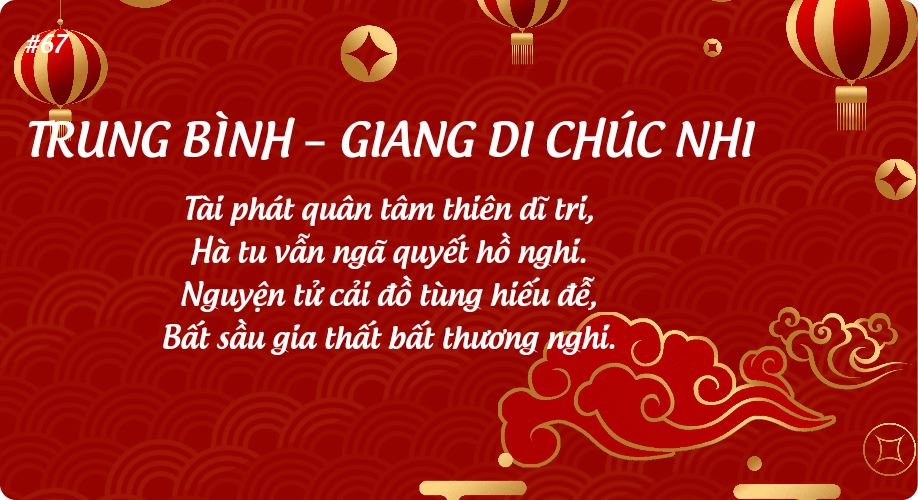 #67
TRUNG BÌNH – GIANG DI CHÚC NHI
Tài phát quân tâm thiên dĩ tri,
Hà tu vẫn ngã quyết hồ nghi.
Nguyện tử cải đồ tùng hiếu đễ,
Bất sầu gia thất bất thương nghi.